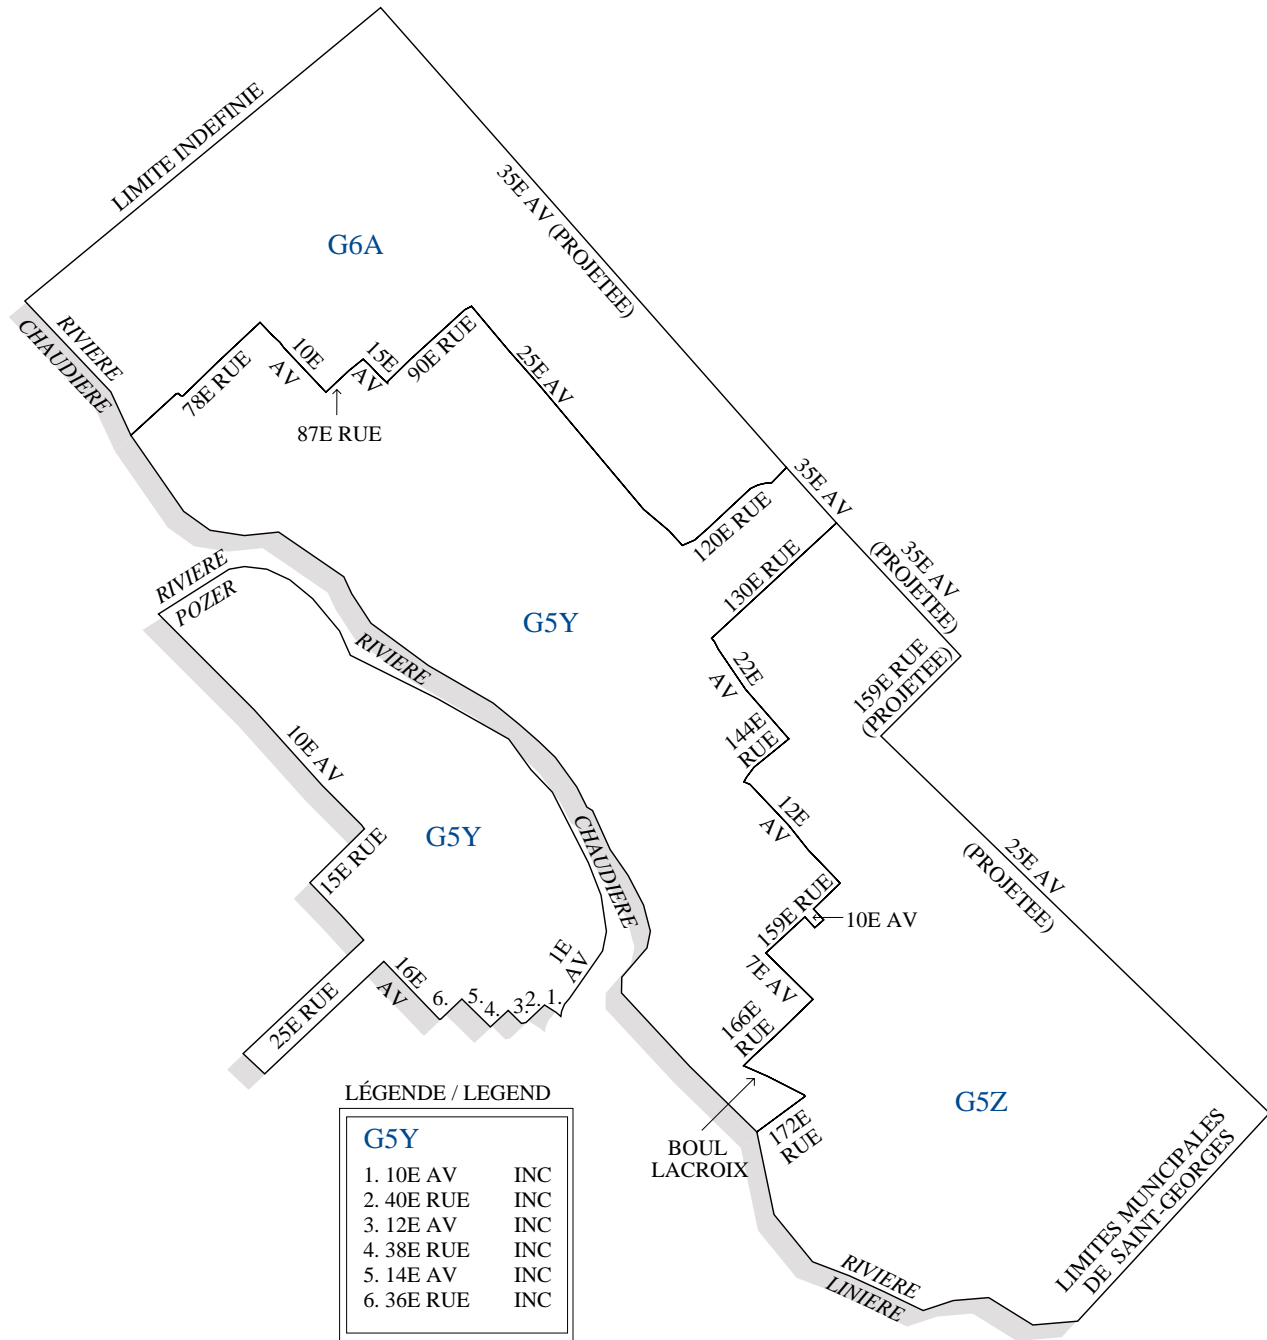 LIMITE INDEFINIE
35E AV (PROJETEE)
G6A
RIVIERE
CHAUDIERE
78E RUE
10E
AV
15E
AV
90E RUE
87E RUE
25E AV
120E RUE
35E AV
35E AV
(PROJETEE)
130E RUE
159E RUE
(PROJETEE)
RIVIERE
POZER
G5Y
RIVIERE
CHAUDIERE
22E
AV
144E
RUE
12E
AV
10E AV
15E RUE
G5Y
25E AV
(PROJETEE)
159E RUE
10E AV
7E AV
166E
RUE
1E
AV
16E
AV
25E RUE
6.
5.
4.
3.
2.
1.
BOUL
LACROIX
172E
RUE
G5Z
LIMITES MUNICIPALES
DE SAINT-GEORGES
RIVIERE
LINIERE
LÉGENDE / LEGEND
G5Y
1. 10E AV INC
2. 40E RUE INC
3. 12E AV INC
4. 38E RUE INC
5. 14E AV INC
6. 36E RUE INC